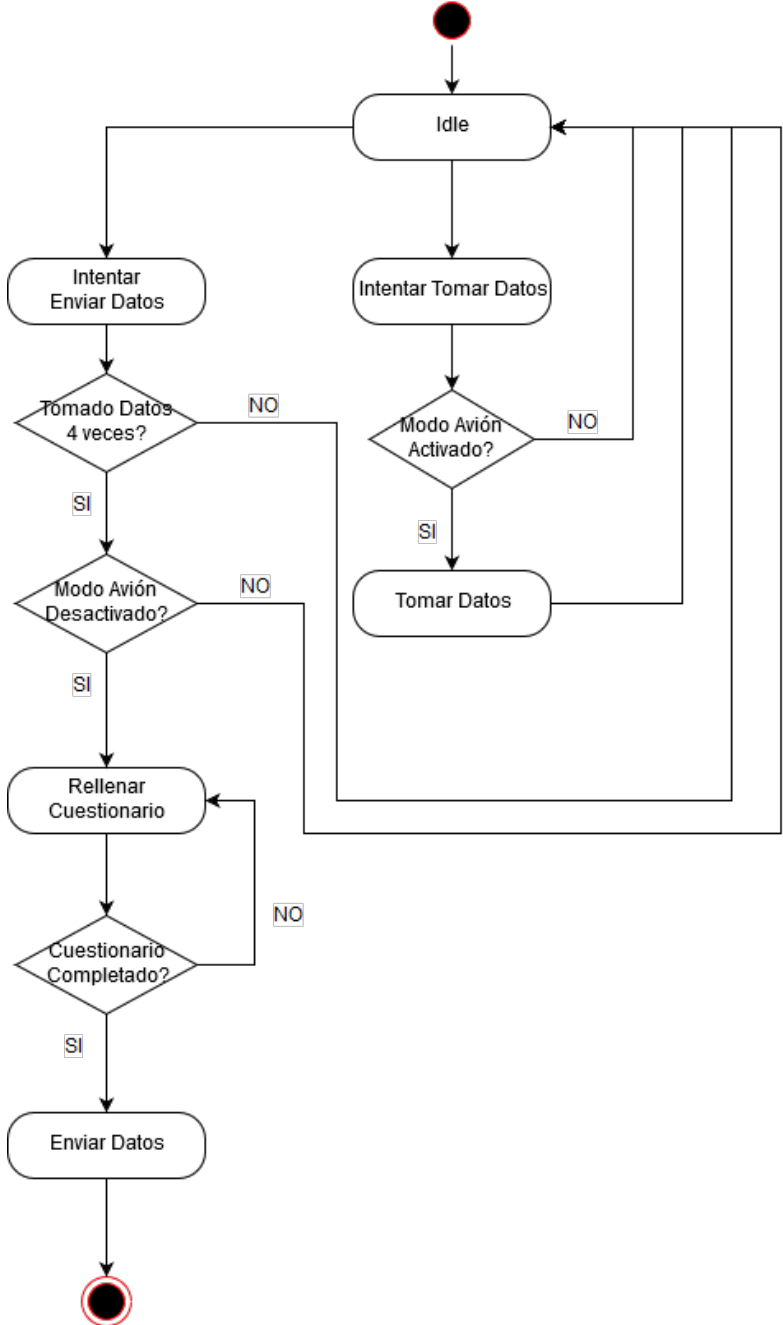 Idle
Intentar
Enviar Datos
Intentar Tomar Datos
Tomado Datos
4 veces?
NO
Modo Avión
Activado?
NO
SI
SI
Modo Avión
Desactivado?
NO
Tomar Datos
SI
Rellenar
Cuestionario
NO
Cuestionario
Completado?
SI
Enviar Datos